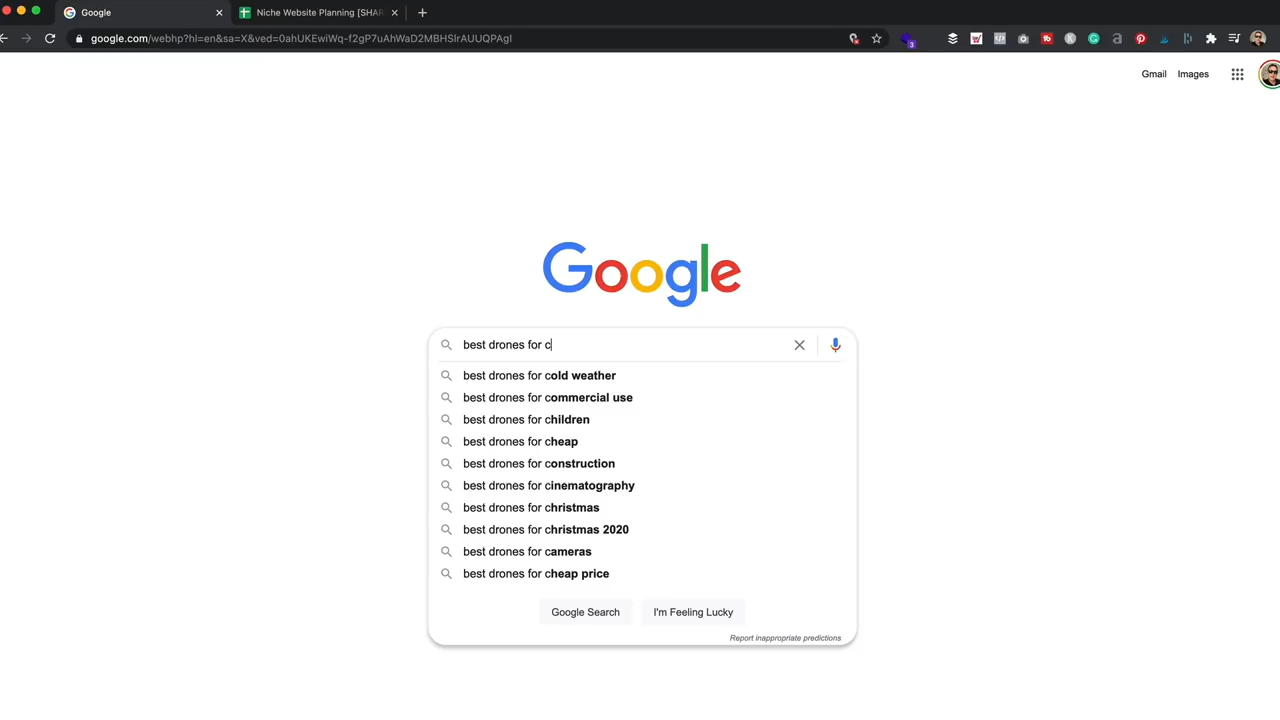 Google
Niche Website Planning [SHAR
google.com/webhp?hl=en&sa=X&ved=0ahUKEwiWq-f2gP7uAhWaD2MBHSlrAUUQPAgI
3
Gmail
Images
Google
best drones for c
best drones for cold weather
best drones for commercial use
best drones for children
best drones for cheap
best drones for construction
best drones for cinematography
best drones for christmas
best drones for christmas 2020
best drones for cameras
best drones for cheap price
Google Search
I'm Feeling Lucky
Report inappropriate predictions